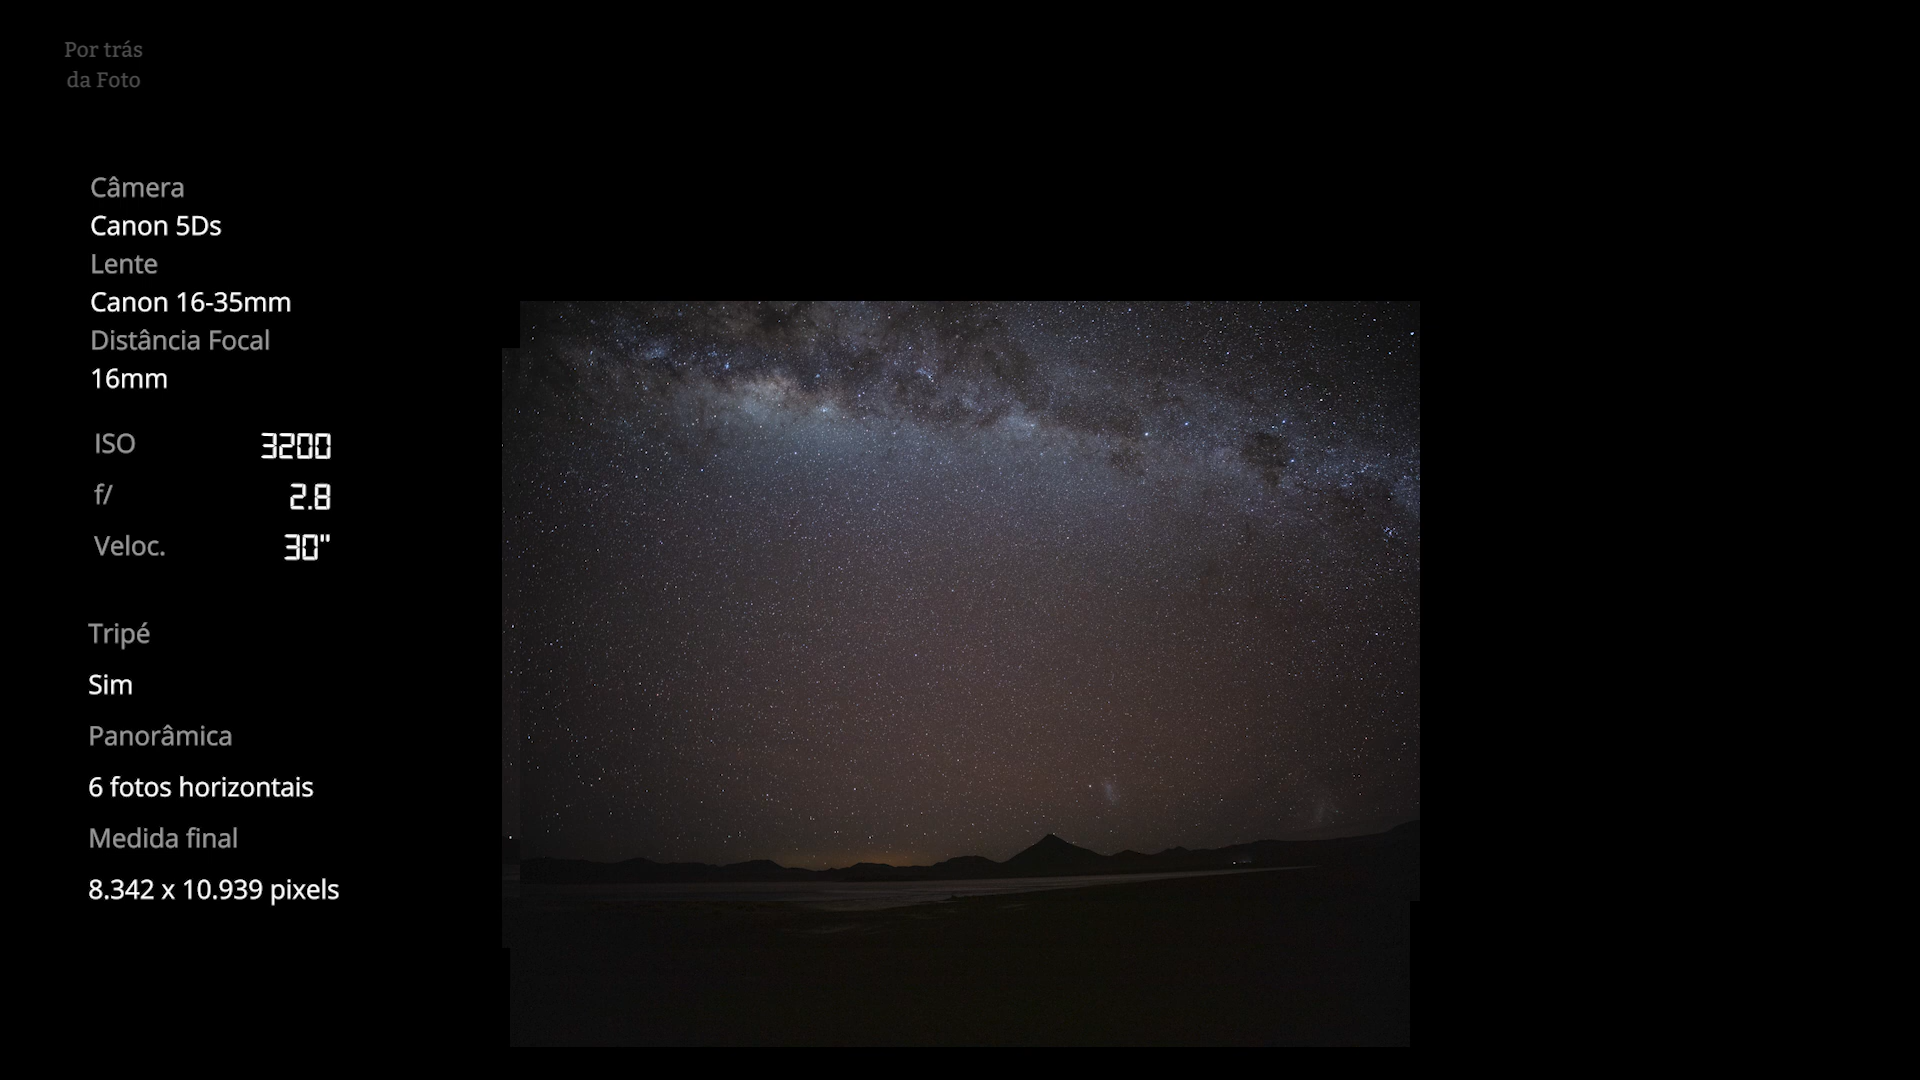 Por trás
da Foto
Câmera
Canon 5Ds
Lente
Canon 16-35mm
Distância Focal
16mm
ISO 3200
f/ 2.8
Veloc. 30"
Tripé
Sim
Panorâmica
6 fotos horizontais
Medida final
8.342 x 10.939 pixels